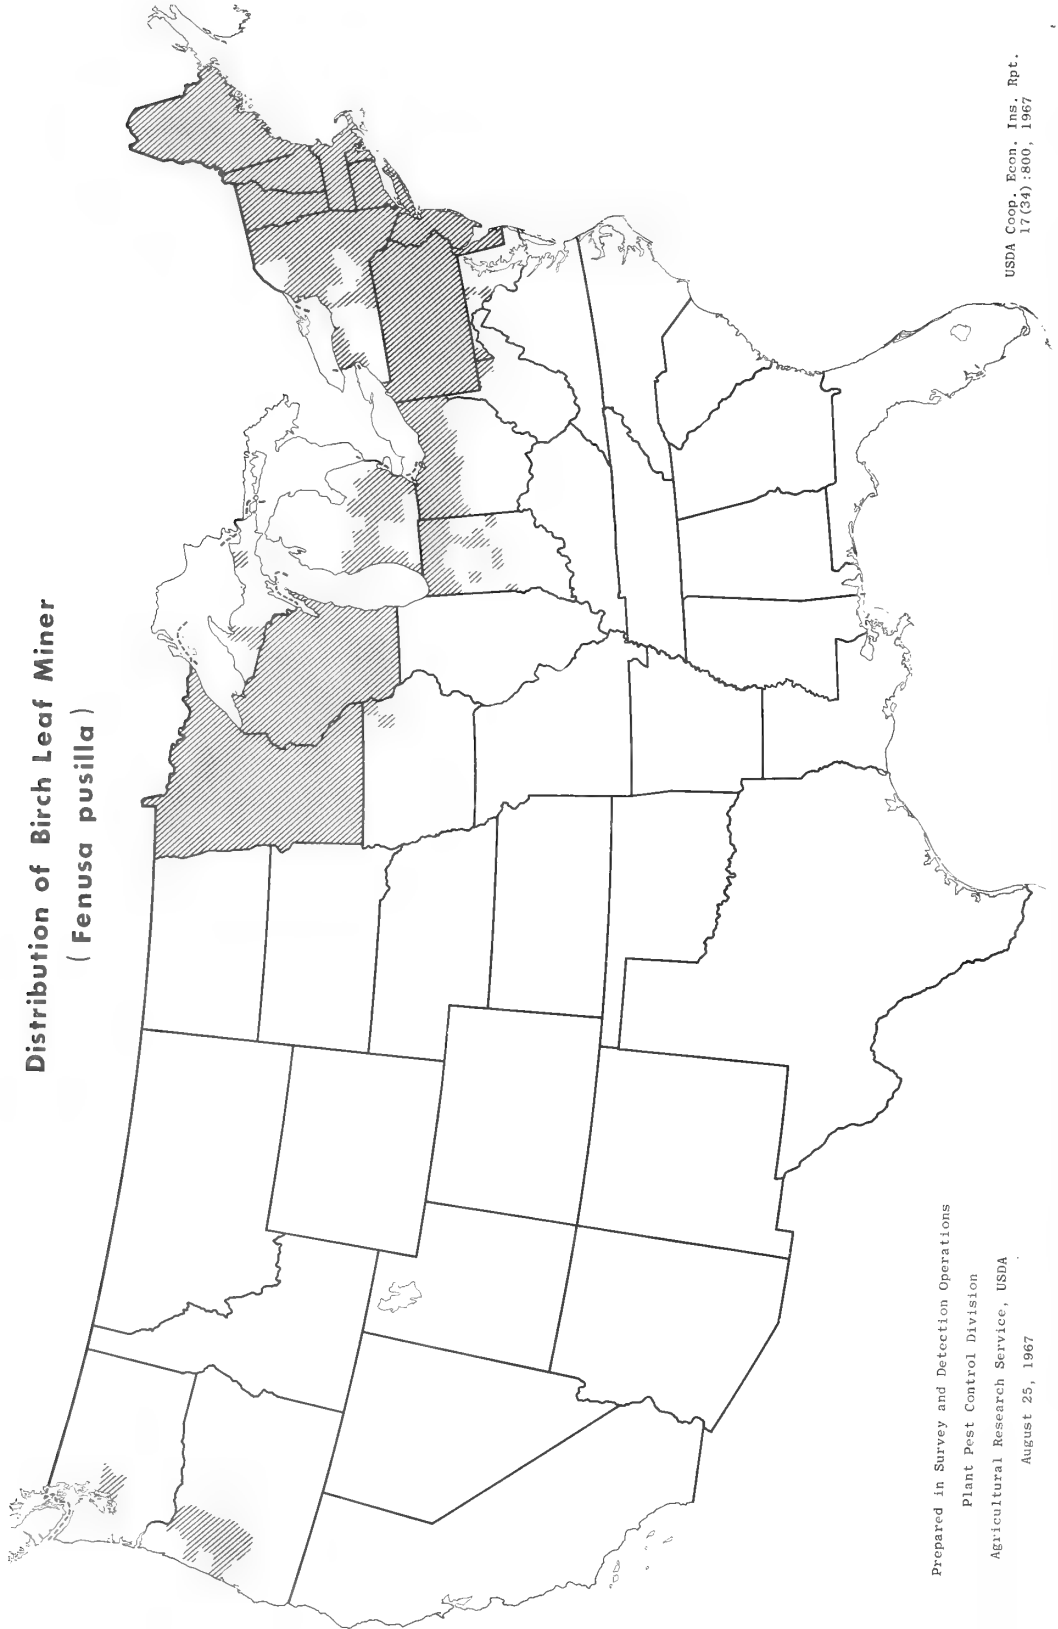 Distribution of Birch Leaf Miner
( Fenusa pusilla )
Prepared in Survey and Detection Operations
Plant Pest Control Division
Agricultural Research Service, USDA
August 25, 1967
USDA Coop. Econ. Ins. Rpt.
17(34):800, 1967